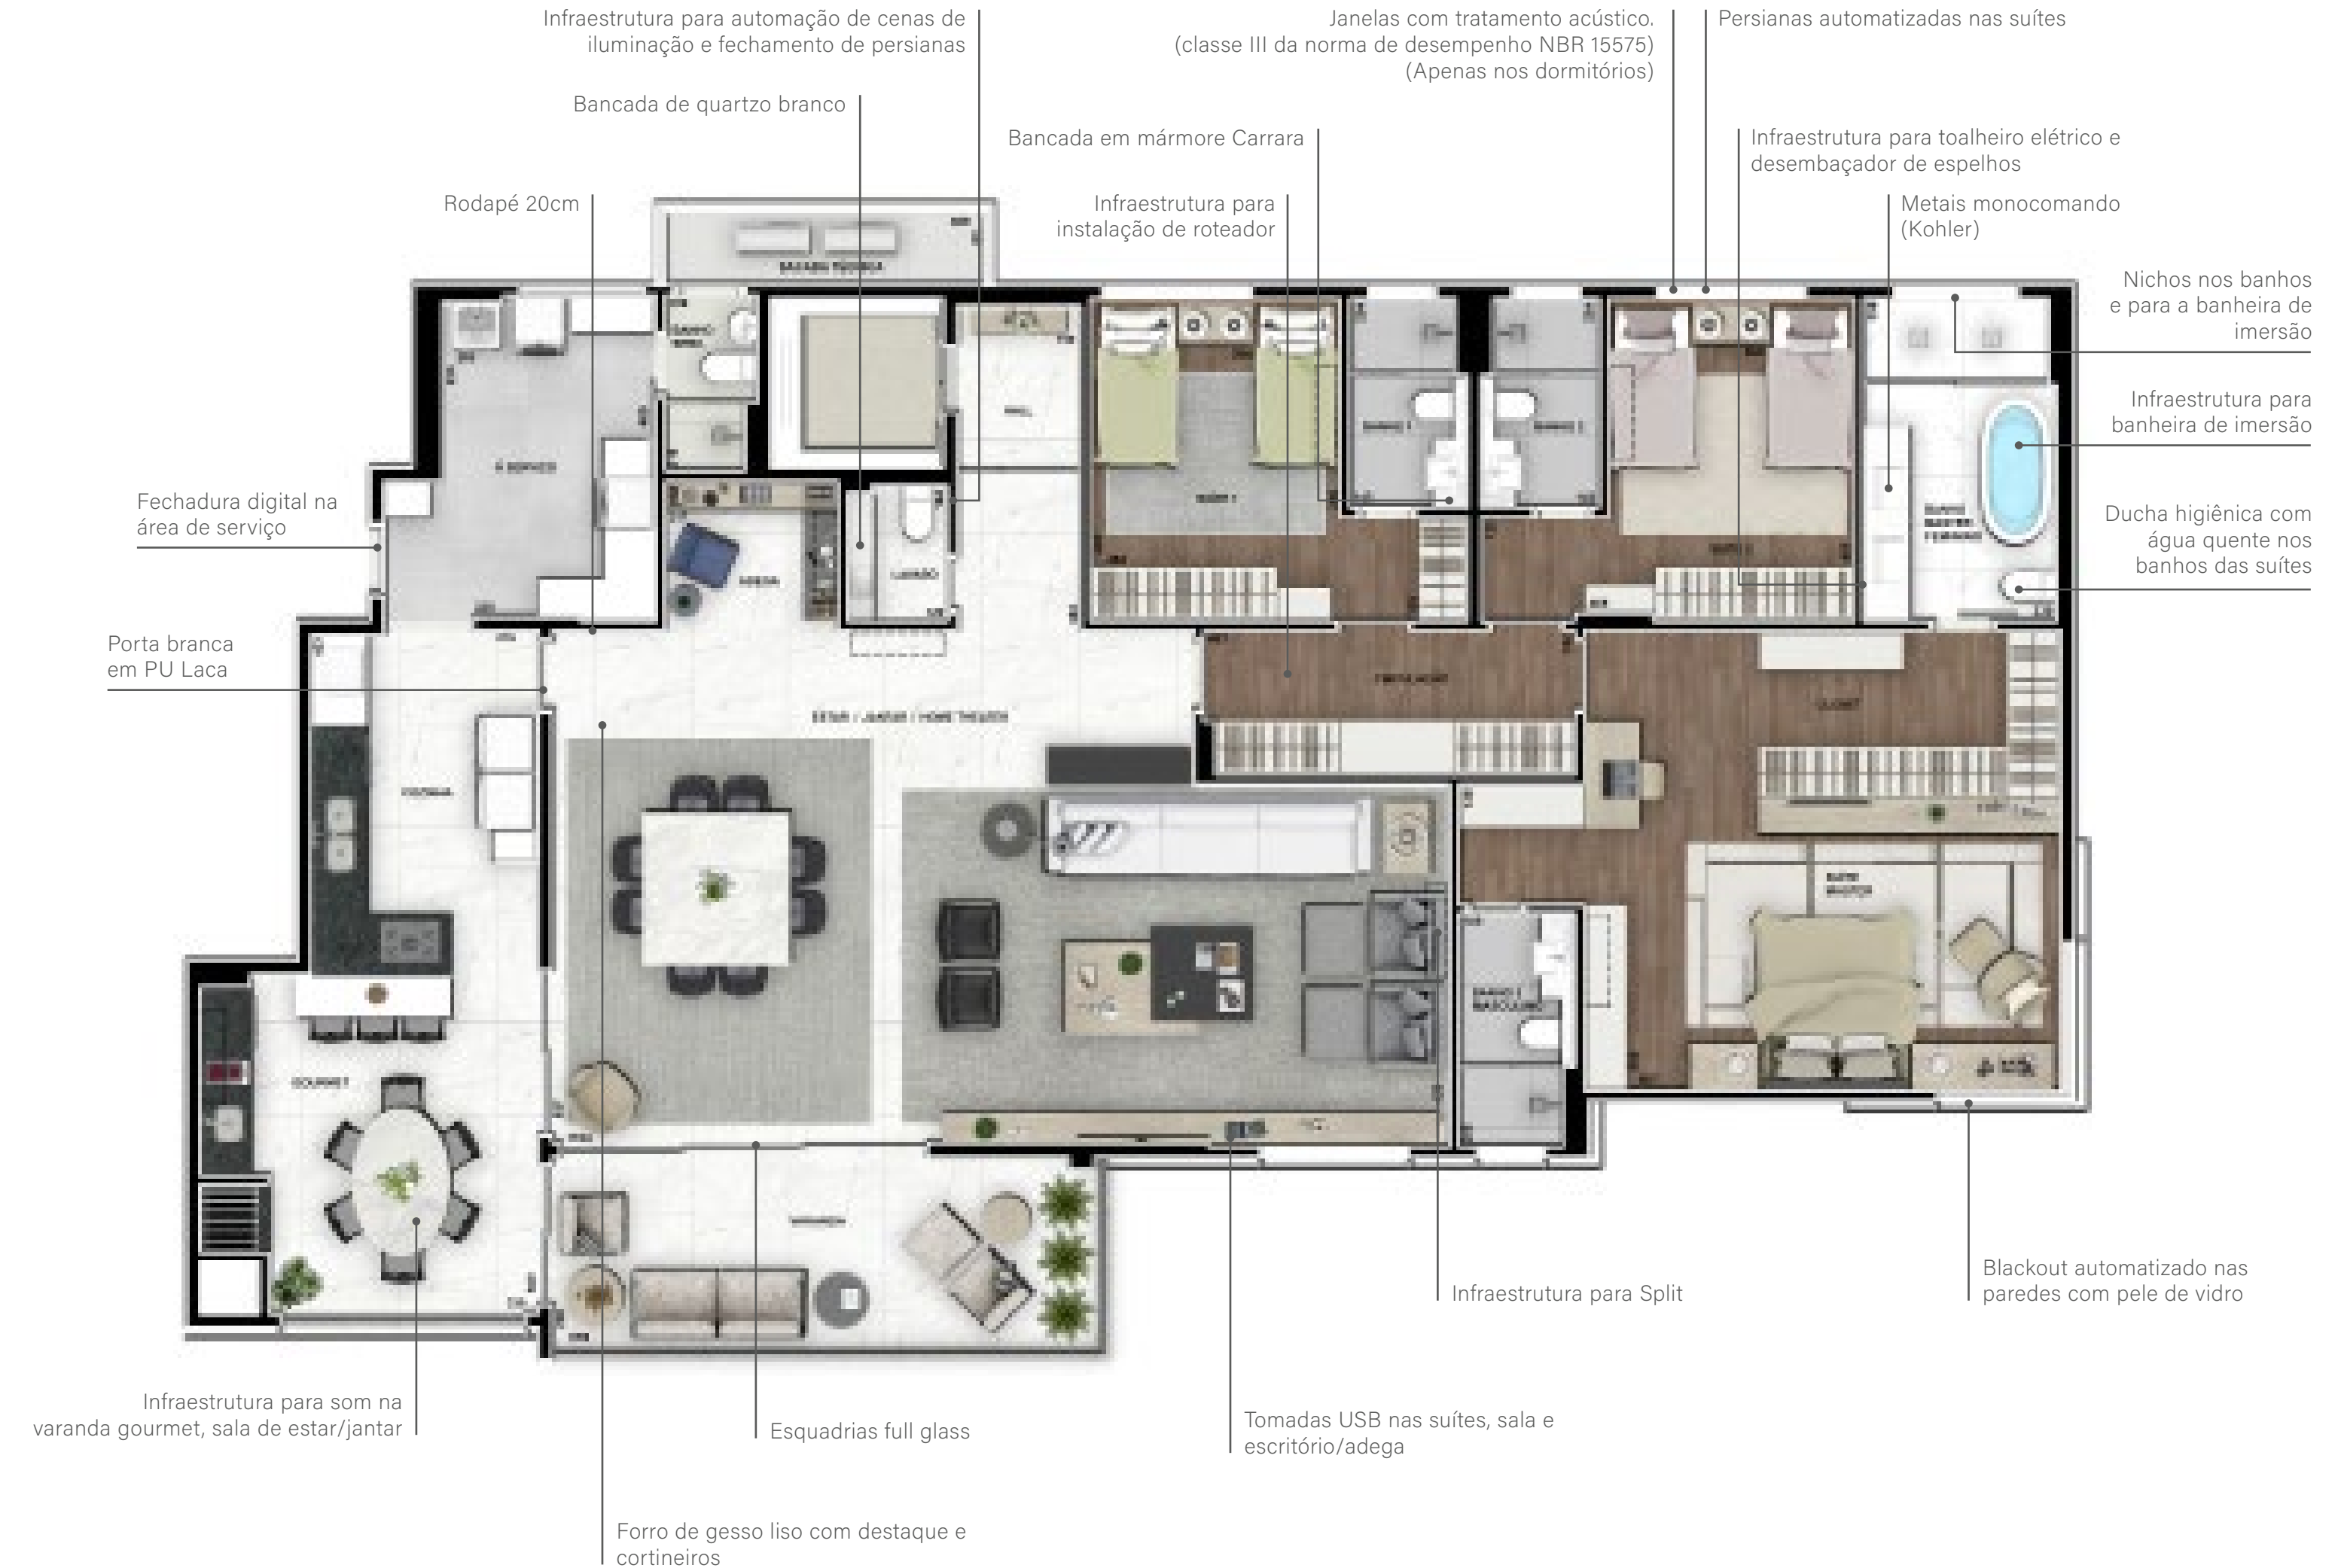 Infraestrutura para automação de cenas de
iluminação e fechamento de persianas
Janelas com tratamento acústico.
(classe III da norma de desempenho NBR 15575)
(Apenas nos dormitórios)
Persianas automatizadas nas suítes
Bancada de quartzo branco
Bancada em mármore Carrara
Infraestrutura para toalheiro elétrico e
desembaçador de espelhos
Rodapé 20cm
Infraestrutura para
instalação de roteador
Metais monocomando
(Kohler)
Nichos nos banhos
e para a banheira de
imersão
Infraestrutura para
banheira de imersão
Fechadura digital na
área de serviço
Ducha higiênica com
água quente nos
banhos das suítes
Porta branca
em PU Laca
ESTAR / JANTAR / HOME THEATER
CLOSET
COZINHA
GOURMET
VARANDA
Infraestrutura para Split
Blackout automatizado nas
paredes com pele de vidro
Infraestrutura para som na
varanda gourmet, sala de estar/jantar
Esquadrias full glass
Tomadas USB nas suítes, sala e
escritório/adega
Forro de gesso liso com destaque e
cortineiros